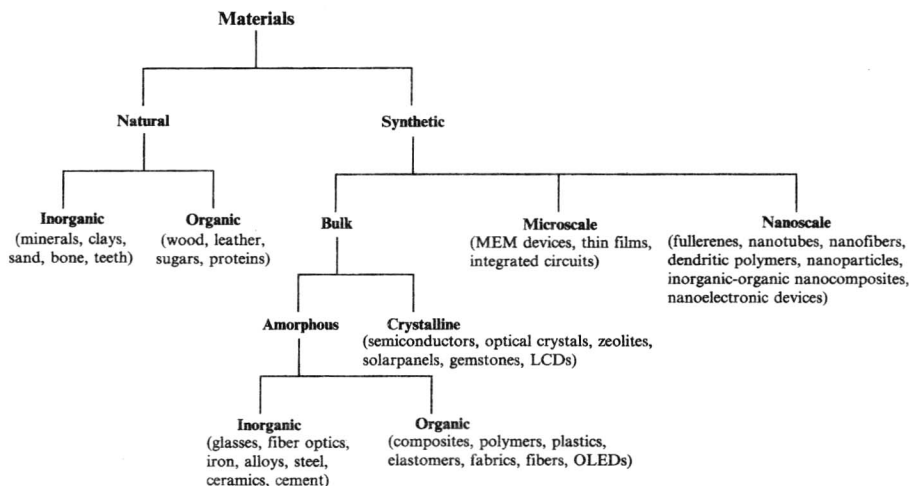 Materials
Natural
Synthetic
Inorganic
(minerals, clays,
sand, bone, teeth)
Organic
(wood, leather,
sugars, proteins)
Bulk
Microscale
(MEM devices, thin films,
integrated circuits)
Nanoscale
(fullerenes, nanotubes, nanofibers,
dendritic polymers, nanoparticles,
inorganic-organic nanocomposites,
nanoelectronic devices)
Amorphous
Crystalline
(semiconductors, optical crystals, zeolites,
solarpanels, gemstones, LCDs)
Inorganic
(glasses, fiber optics,
iron, alloys, steel,
ceramics, cement)
Organic
(composites, polymers, plastics,
elastomers, fabrics, fibers, OLEDs)